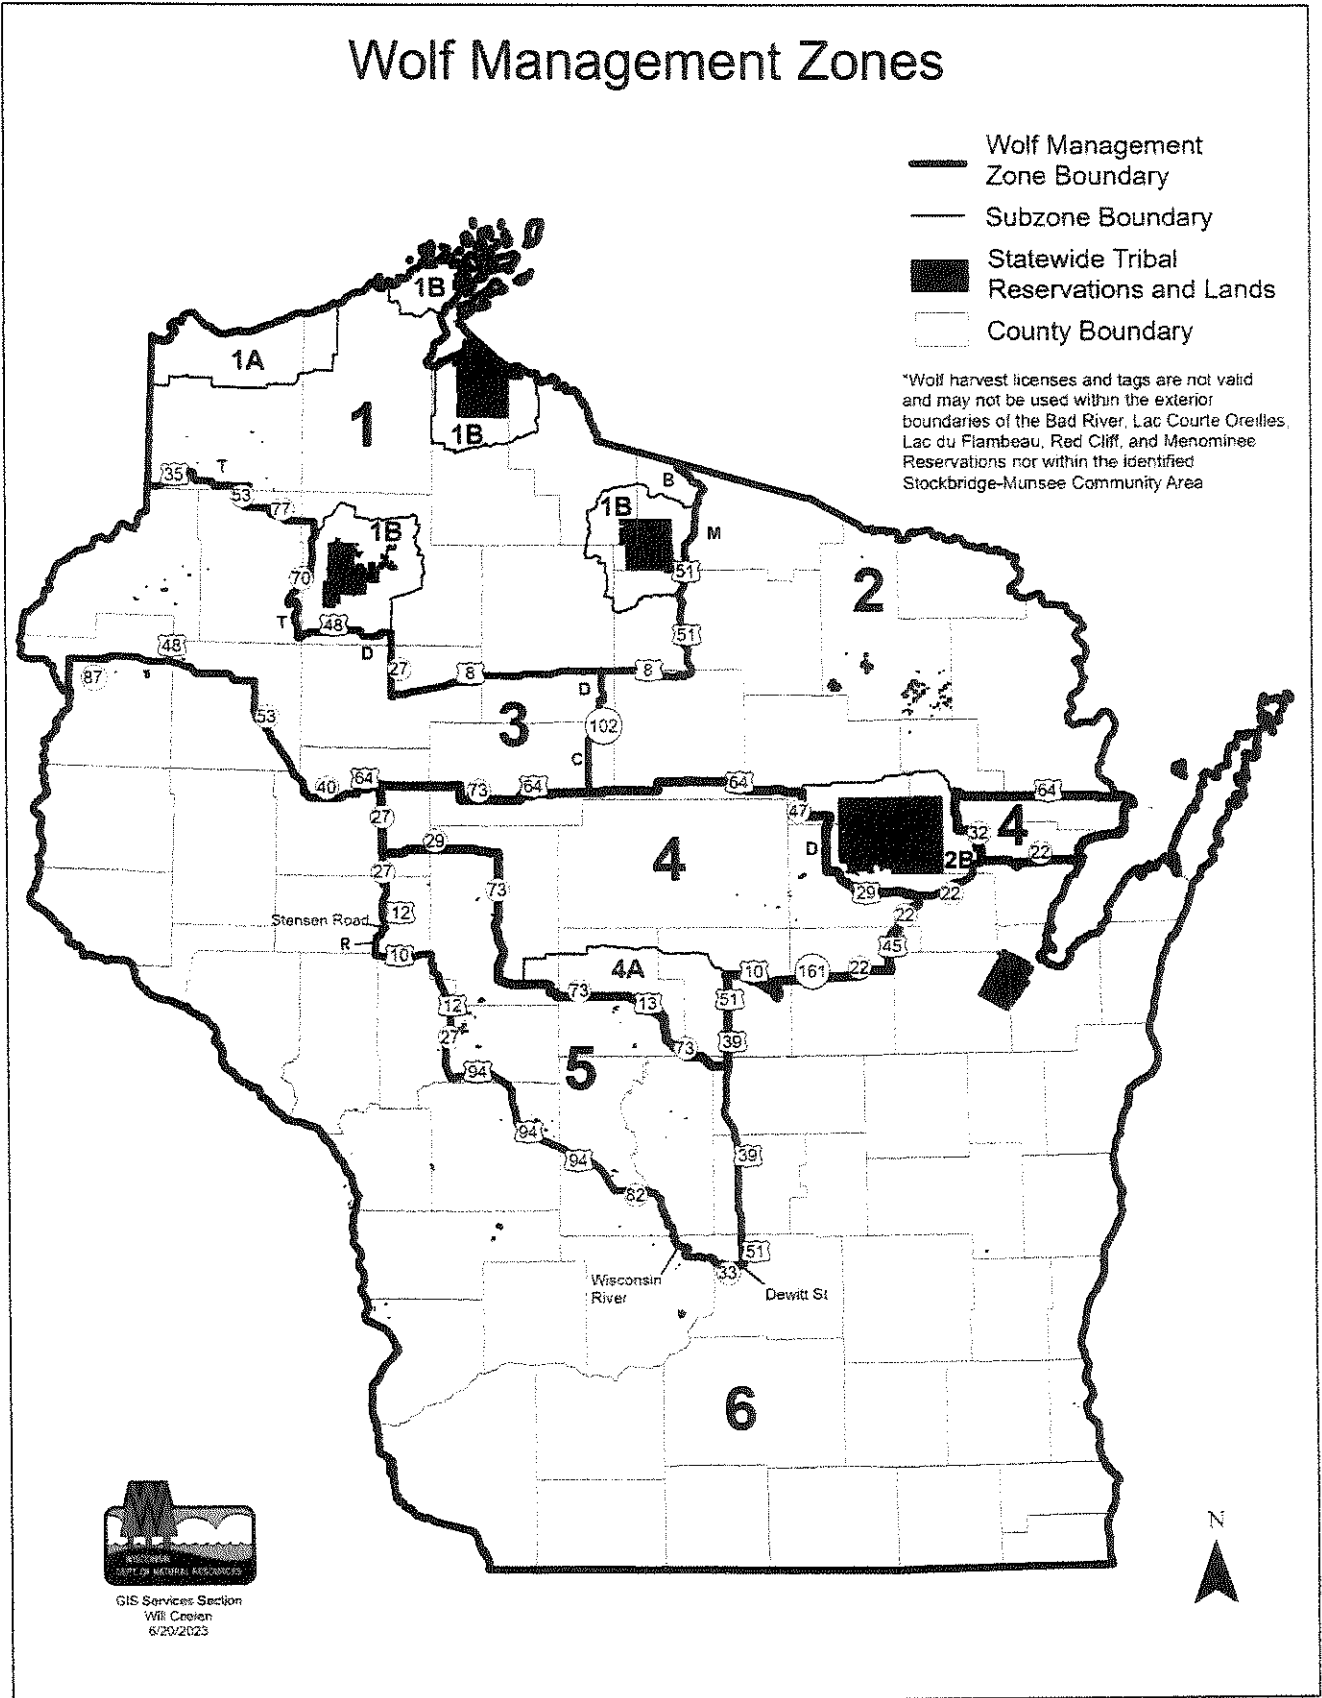 Wolf Management Zones
Wolf Management
Zone Boundary
Subzone Boundary
Statewide Tribal
Reservations and Lands
County Boundary
*Wolf harvest licenses and tags are not valid
and may not be used within the exterior
boundaries of the Bad River, Lac Courte Oreilles,
Lac du Flambeau, Red Cliff, and Menominee
Reservations nor within the identified
Stockbridge-Munsee Community Area
1B
1A
1
1B
35
T
53
77
B
1B
1B
M
70
51
2
T
48
D
51
48
87
27
8
D
8
53
3
102
C
40
64
73
64
64
64
47
27
29
4
D
32
4
22
2B
27
73
29
22
12
22
Stensen Road
R
10
45
4A
10
161
22
73
13
51
12
27
39
73
94
5
94
94
39
82
51
33
Wisconsin
River
Dewitt St
6
WISCONSIN
DEPT. OF NATURAL RESOURCES
GIS Services Section
Will
6/20/2023
N